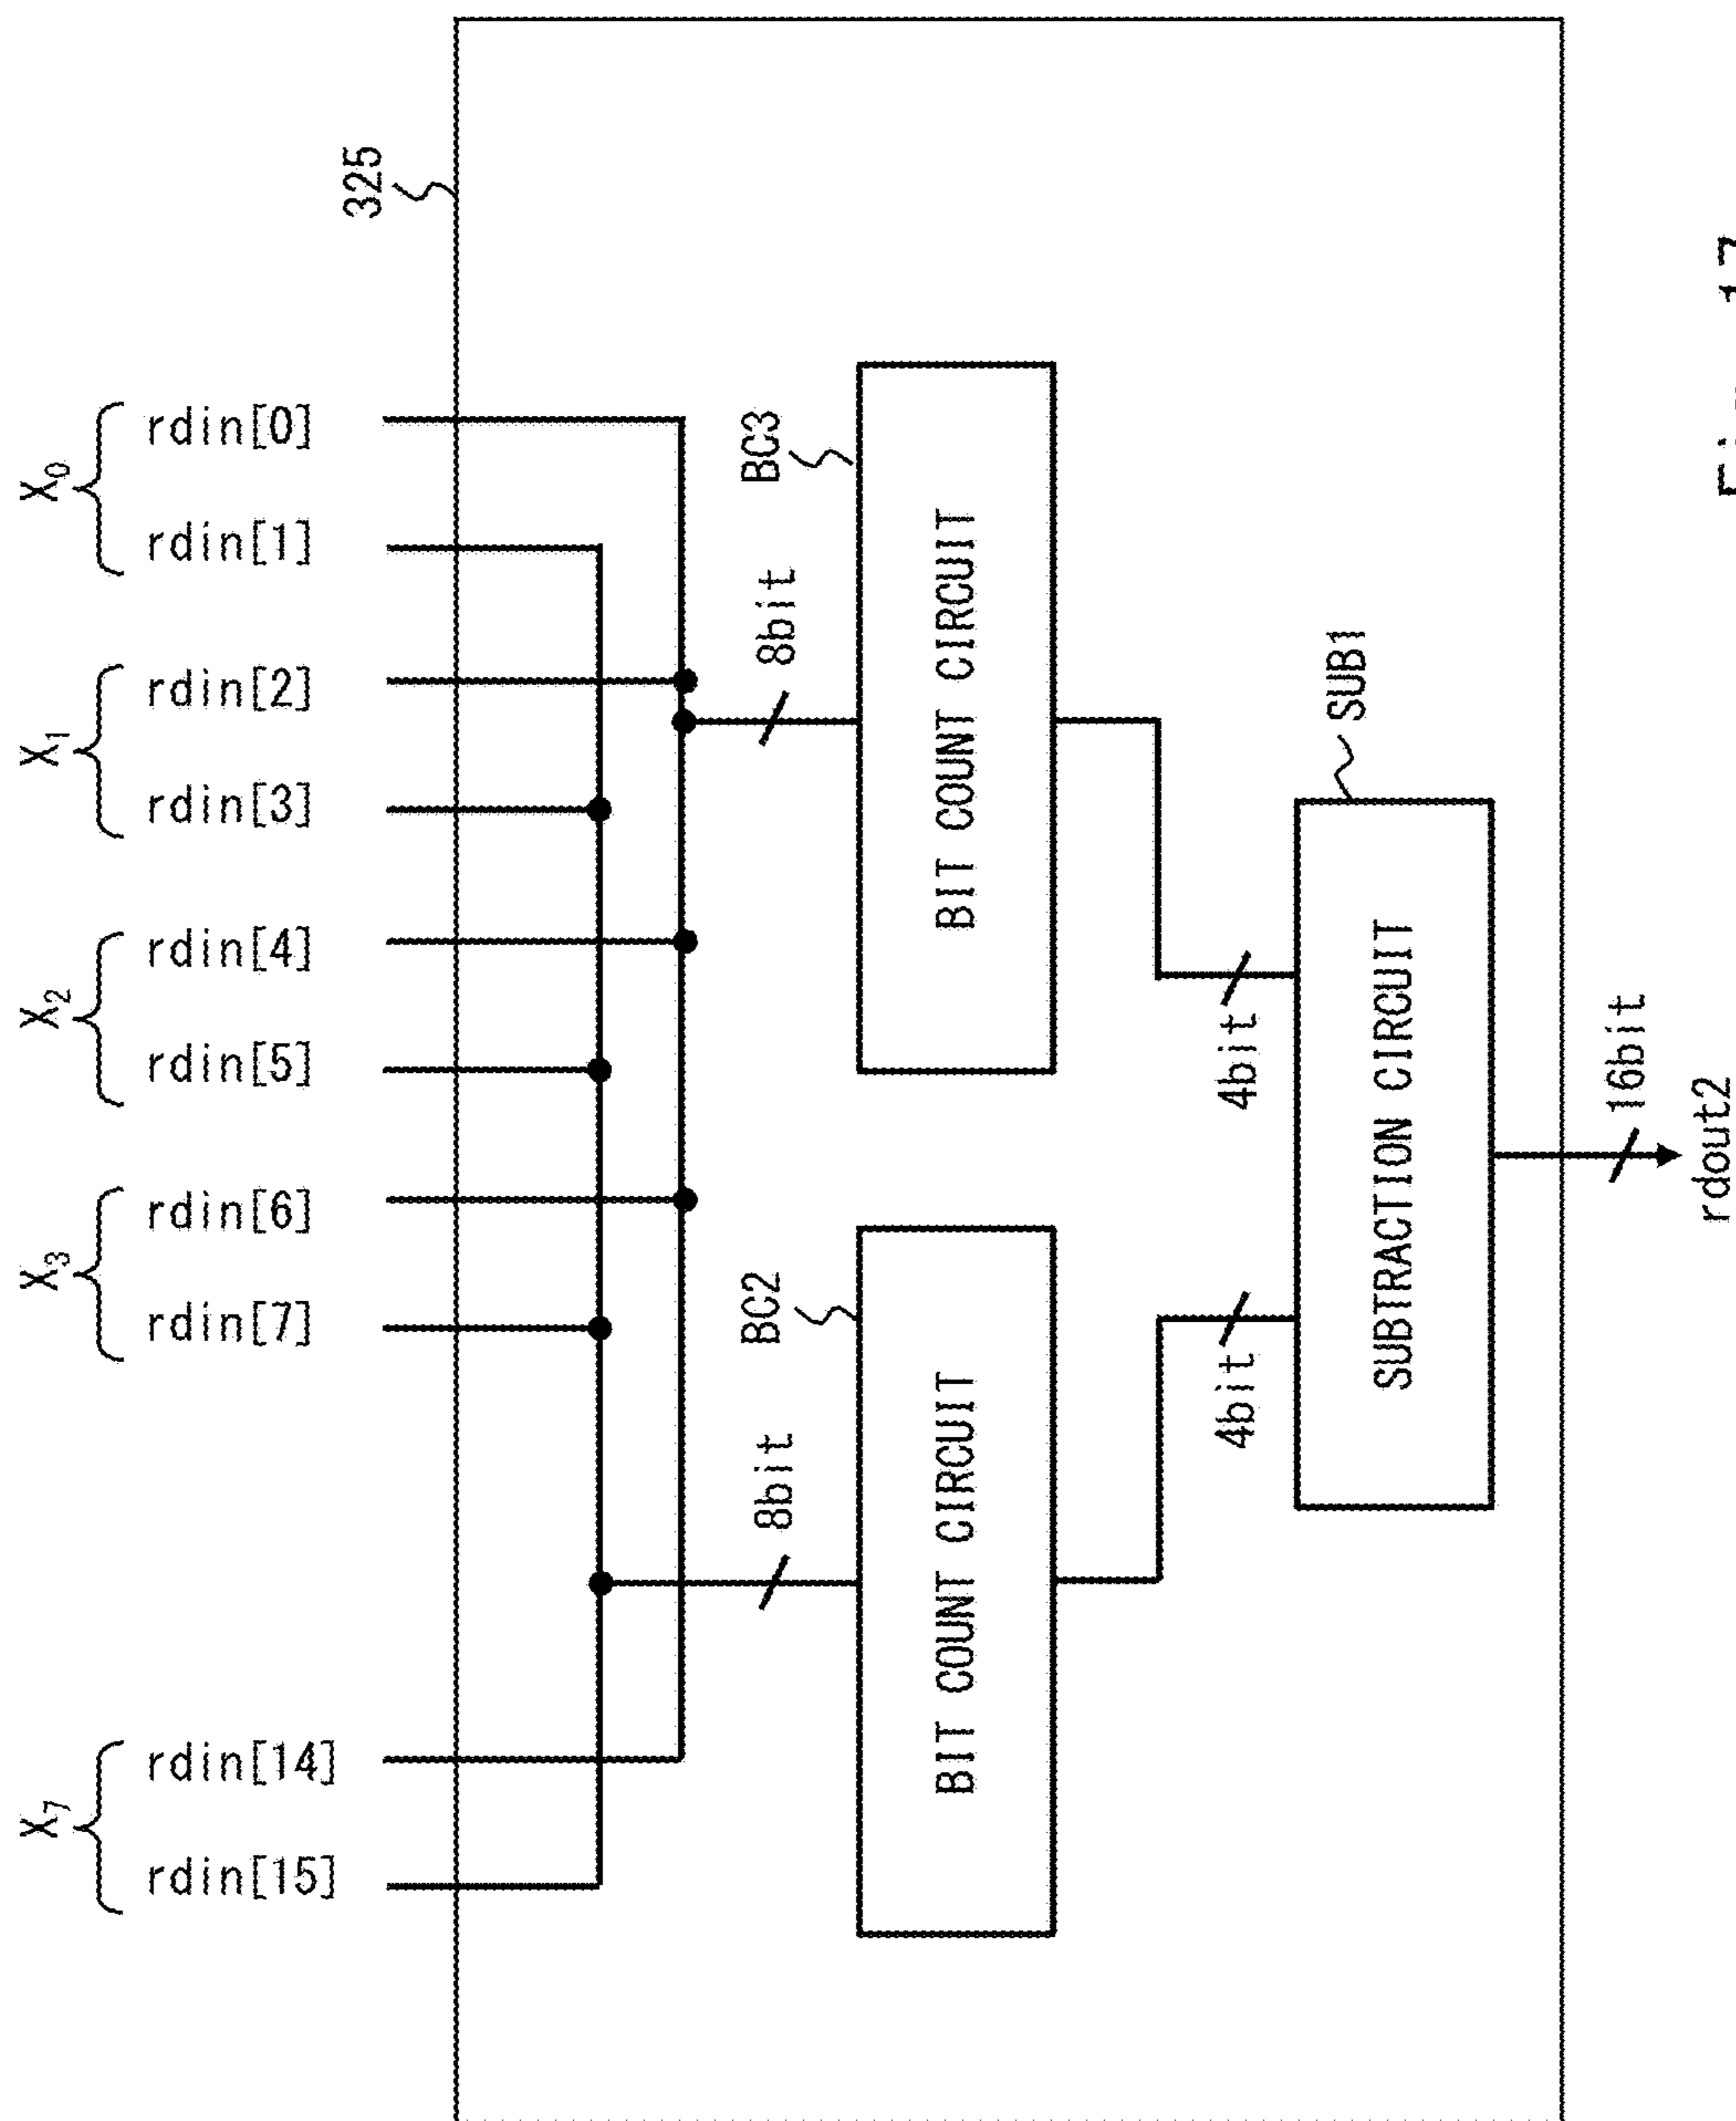 X7
X3
X2
X1
X0
rdin[15]
rdin[14]
rdin[7]
rdin[6]
rdin[5]
rdin[4]
rdin[3]
rdin[2]
rdin[1]
rdin[0]
325
8bit
BC2
8bit
BC3
BIT COUNT CIRCUIT
BIT COUNT CIRCUIT
4bit
4bit
SUB1
SUBTRACTION CIRCUIT
16bit
rdout2